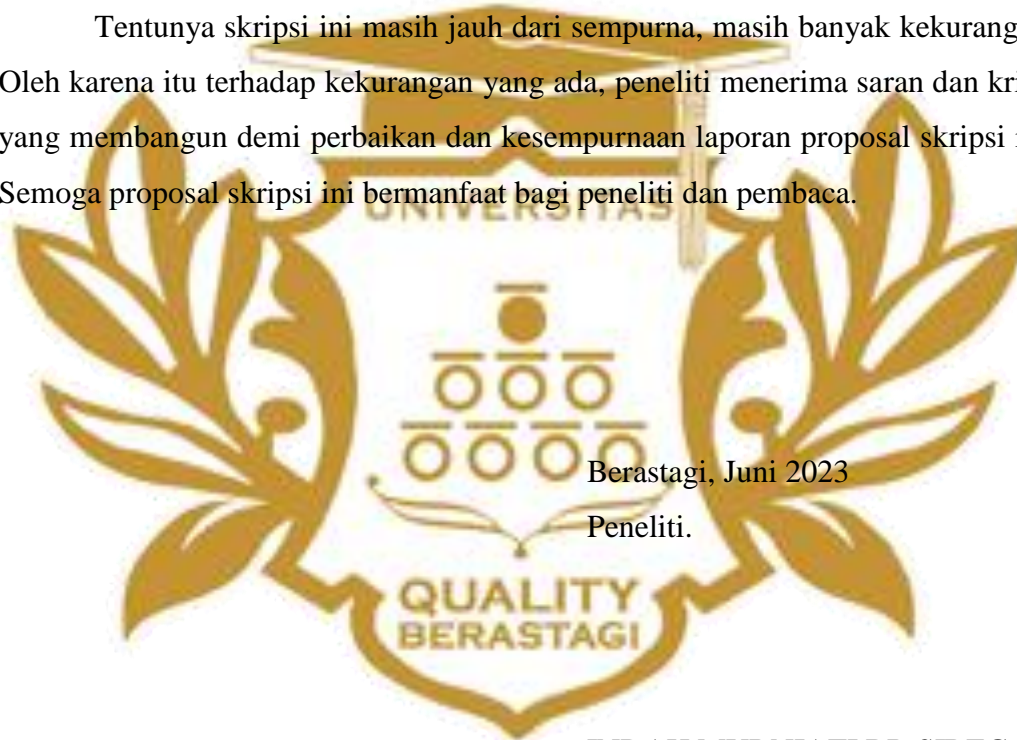 Tentunya skripsi ini masih jauh dari sempurna, masih banyak kekurang
Oleh karena itu terhadap kekurangan yang ada, peneliti menerima saran dan kri
yang membangun demi perbaikan dan kesempurnaan laporan proposal skripsi
Semoga proposal skripsi ini bermanfaat bagi peneliti dan pembaca.
UNIVERSITAS
Berastagi, Juni 2023
Peneliti.
QUALITY
BERASTAGI